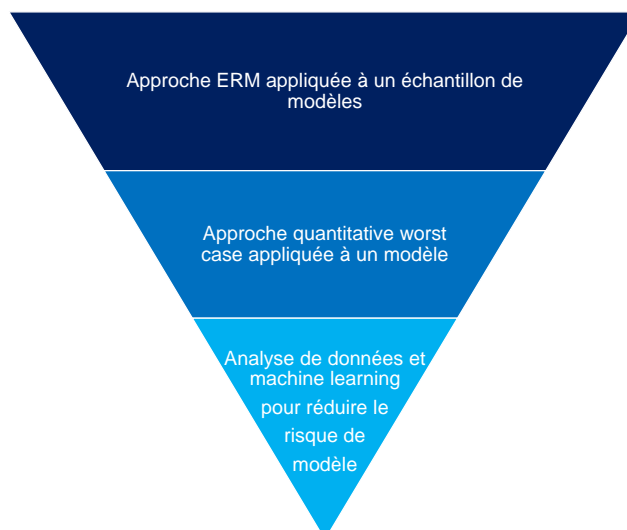 Approche ERM appliquée à un échantillon de
modèles
Approche quantitative worst
case appliquée à un modèle
Analyse de données et
machine learning
pour réduire le
risque de
modèle